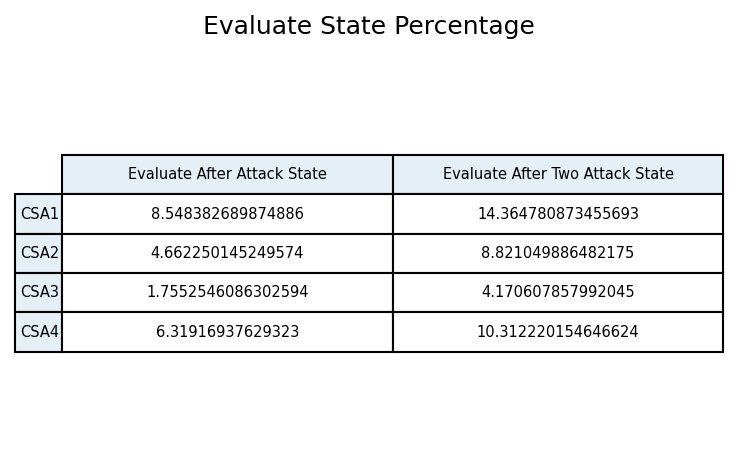 Evaluate State Percentage
Evaluate After Attack State Evaluate After Two Attack State
CSA1 8.548382689874886 14.364780873455693
CSA2 4.662250145249574 8.821049886482175
CSA3 1.7552546086302594 4.170607857992045
CSA4 6.31916937629323 10.312220154646624